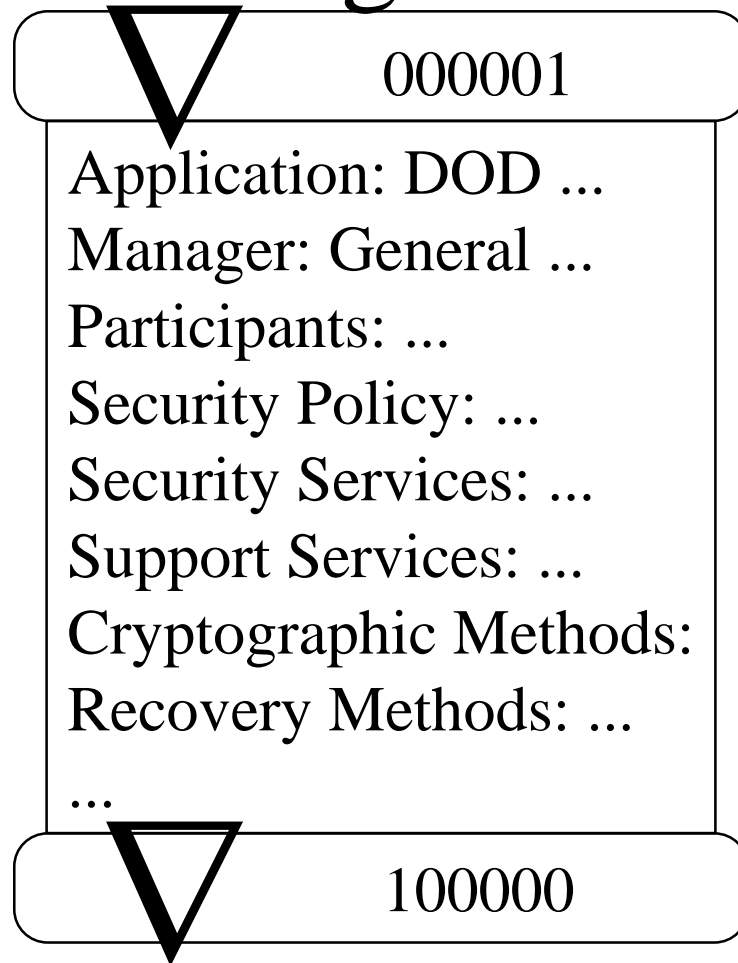 000001
Application: DOD ...
Manager: General ...
Participants: ...
Security Policy: ...
Security Services: ...
Support Services: ...
Cryptographic Methods:
Recovery Methods: ...
...
100000